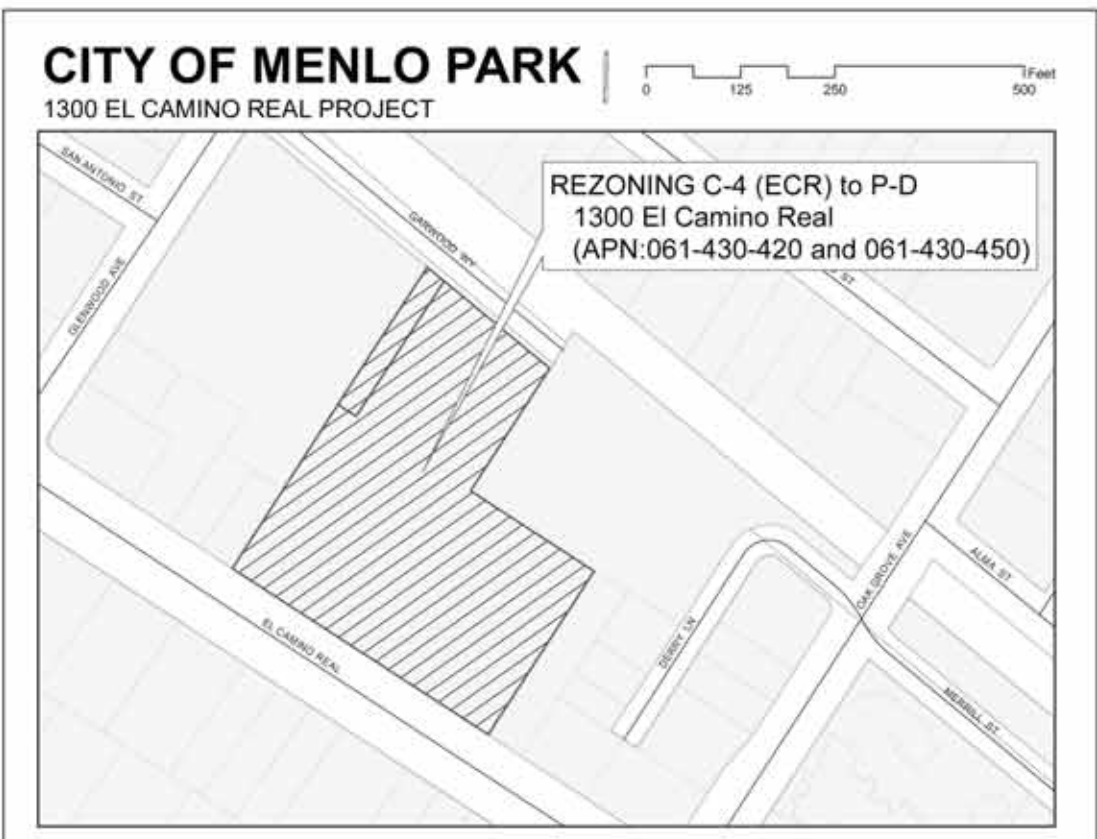 CITY OF MENLO PARK
1300 EL CAMINO REAL PROJECT
Feet
0 125 250 500
SAN ANTONIO ST
GLENWOOD AVE
GARWOOD WY
REZONING C-4 (ECR) to P-D
1300 El Camino Real
(APN:061-430-420 and 061-430-450)
ST
EL CAMINO REAL
DERRY LN
OAK GROVE AVE
ALMA ST
MERRILL ST